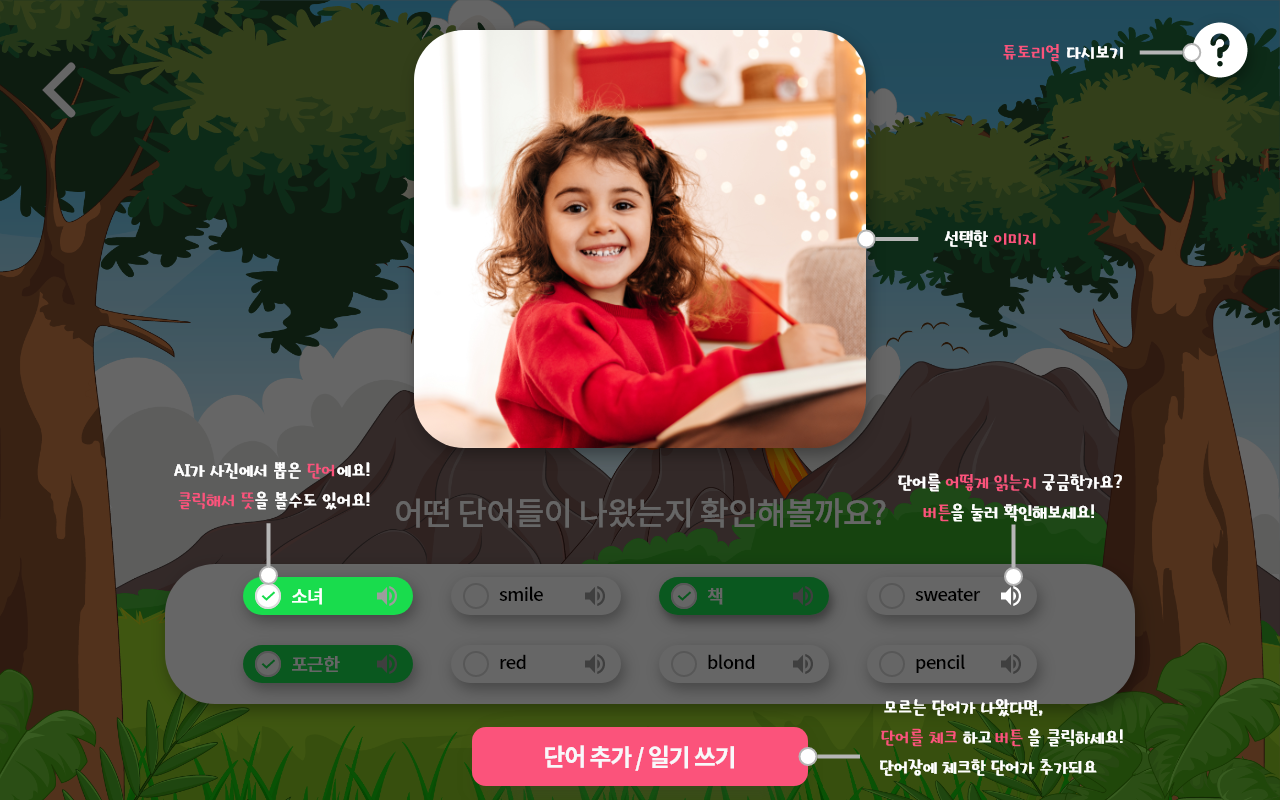 튜토리얼 다시보기
?
선택한 이미지
AI가 사진에서 뽑은 단어에요!
클릭해서 뜻을 볼수도 있어요!
단어를 어떻게 읽는지 궁금한가요?
버튼을 눌러 확인해보세요!
어떤 단어들이 나왔는지 확인해볼까요?
소녀 smile 책 sweater
포근한 red blond pencil
모르는 단어가 나왔다면,
단어를 체크 하고 버튼 을 클릭하세요!
단어장에 체크한 단어가 추가되요
단어 추가 / 일기 쓰기